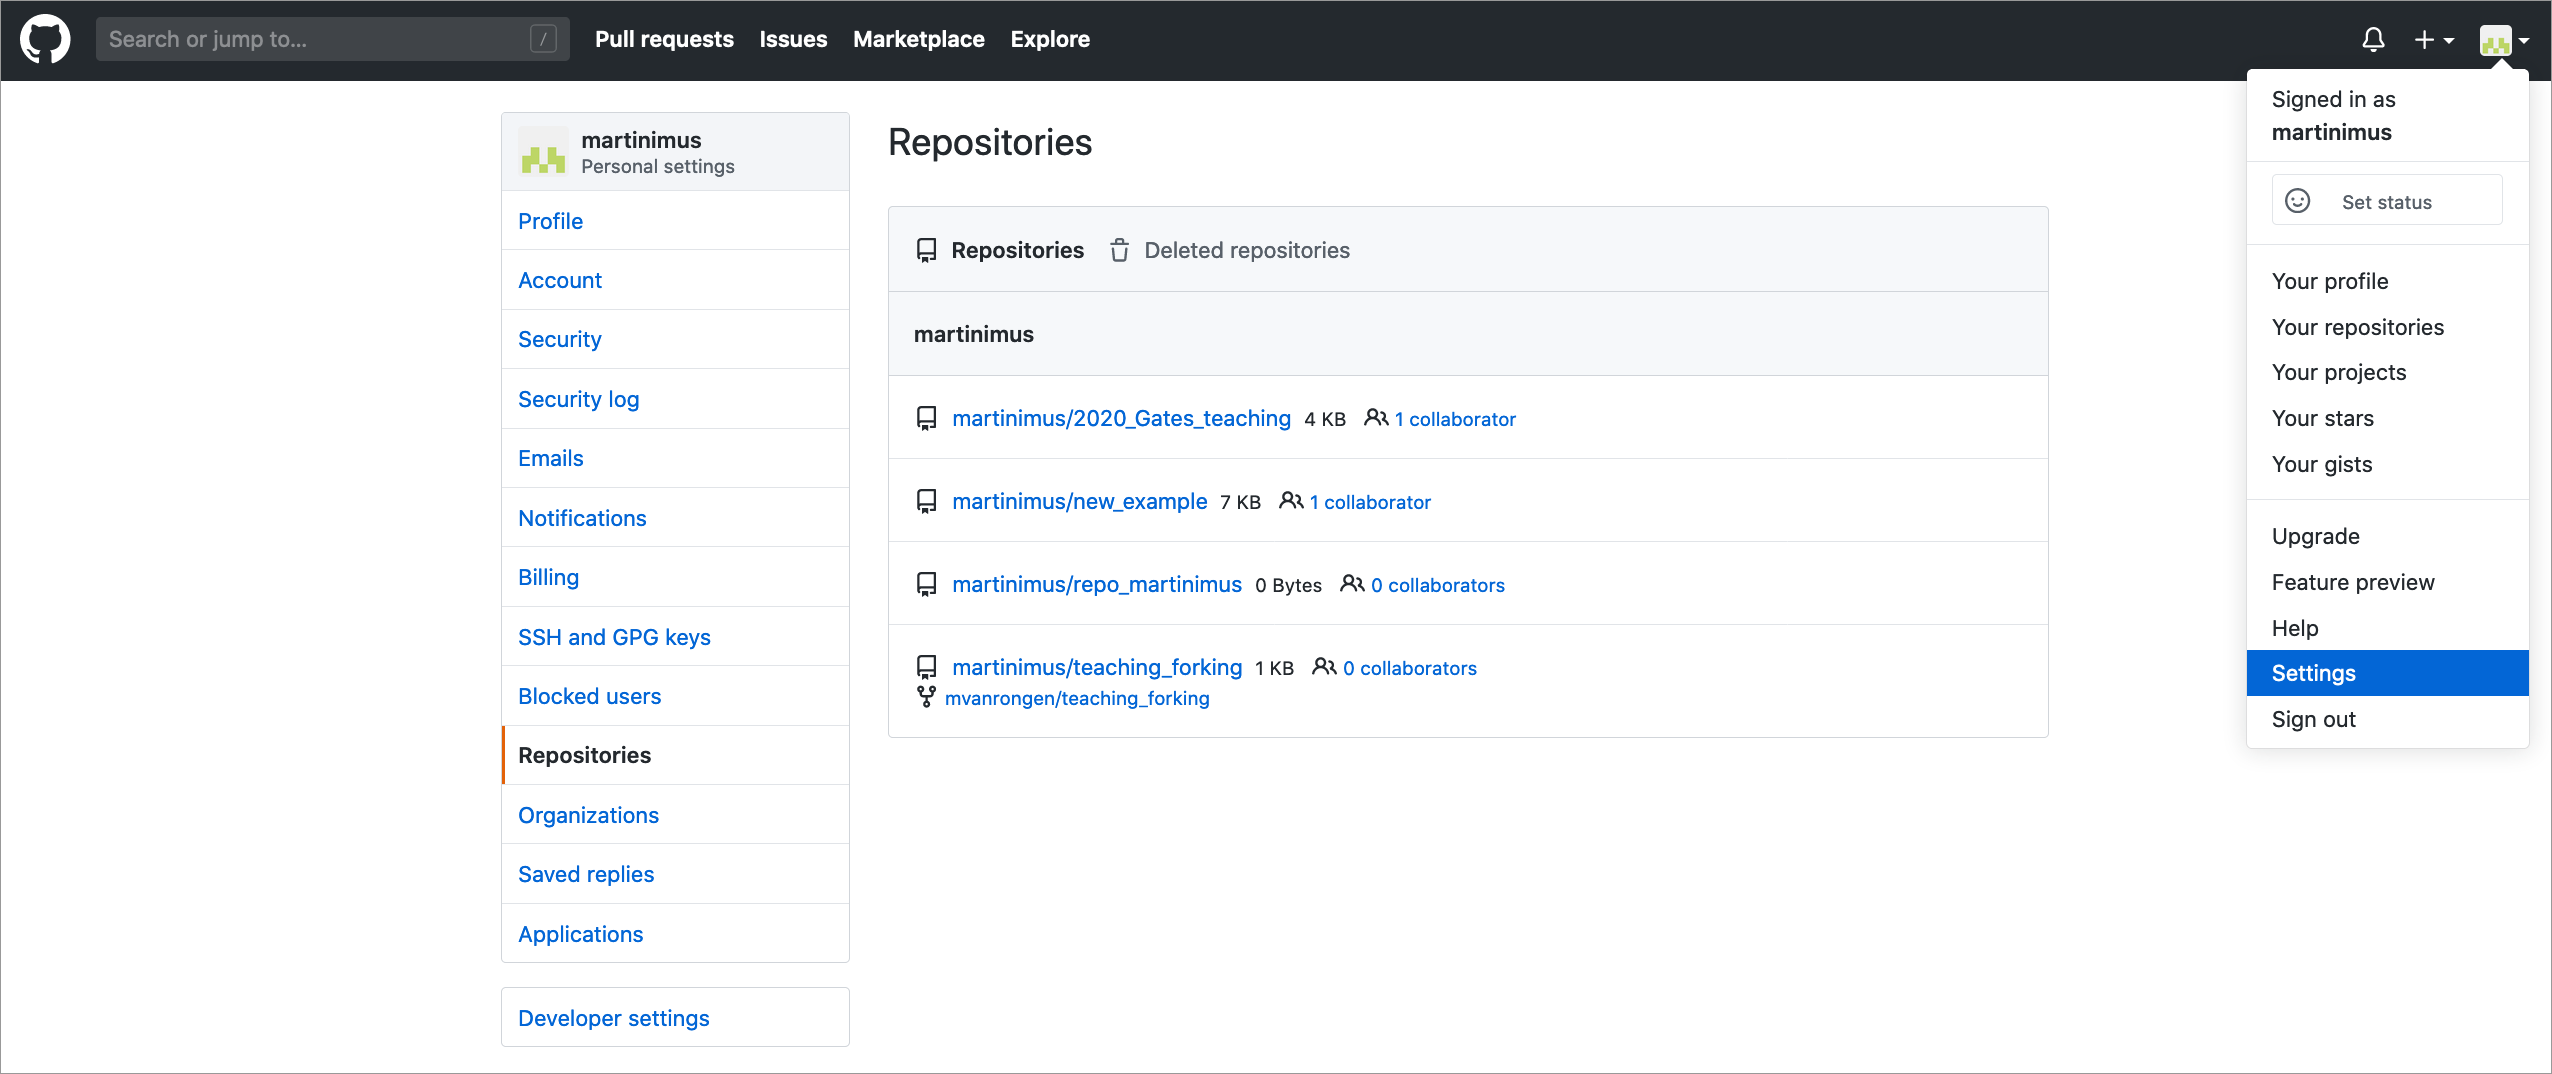 Search or jump to... /
Pull requests Issues Marketplace Explore
martinimus
Personal settings
Profile
Account
Security
Security log
Emails
Notifications
Billing
SSH and GPG keys
Blocked users
Repositories
Organizations
Saved replies
Applications
Developer settings
Repositories
Repositories Deleted repositories
martinimus
martinimus/2020_Gates_teaching 4 KB 1 collaborator
martinimus/new_example 7 KB 1 collaborator
martinimus/repo_martinimus 0 Bytes 0 collaborators
martinimus/teaching_forking 1 KB 0 collaborators
mvanrongen/teaching_forking
Signed in as
martinimus
Set status
Your profile
Your repositories
Your projects
Your stars
Your gists
Upgrade
Feature preview
Help
Settings
Sign out